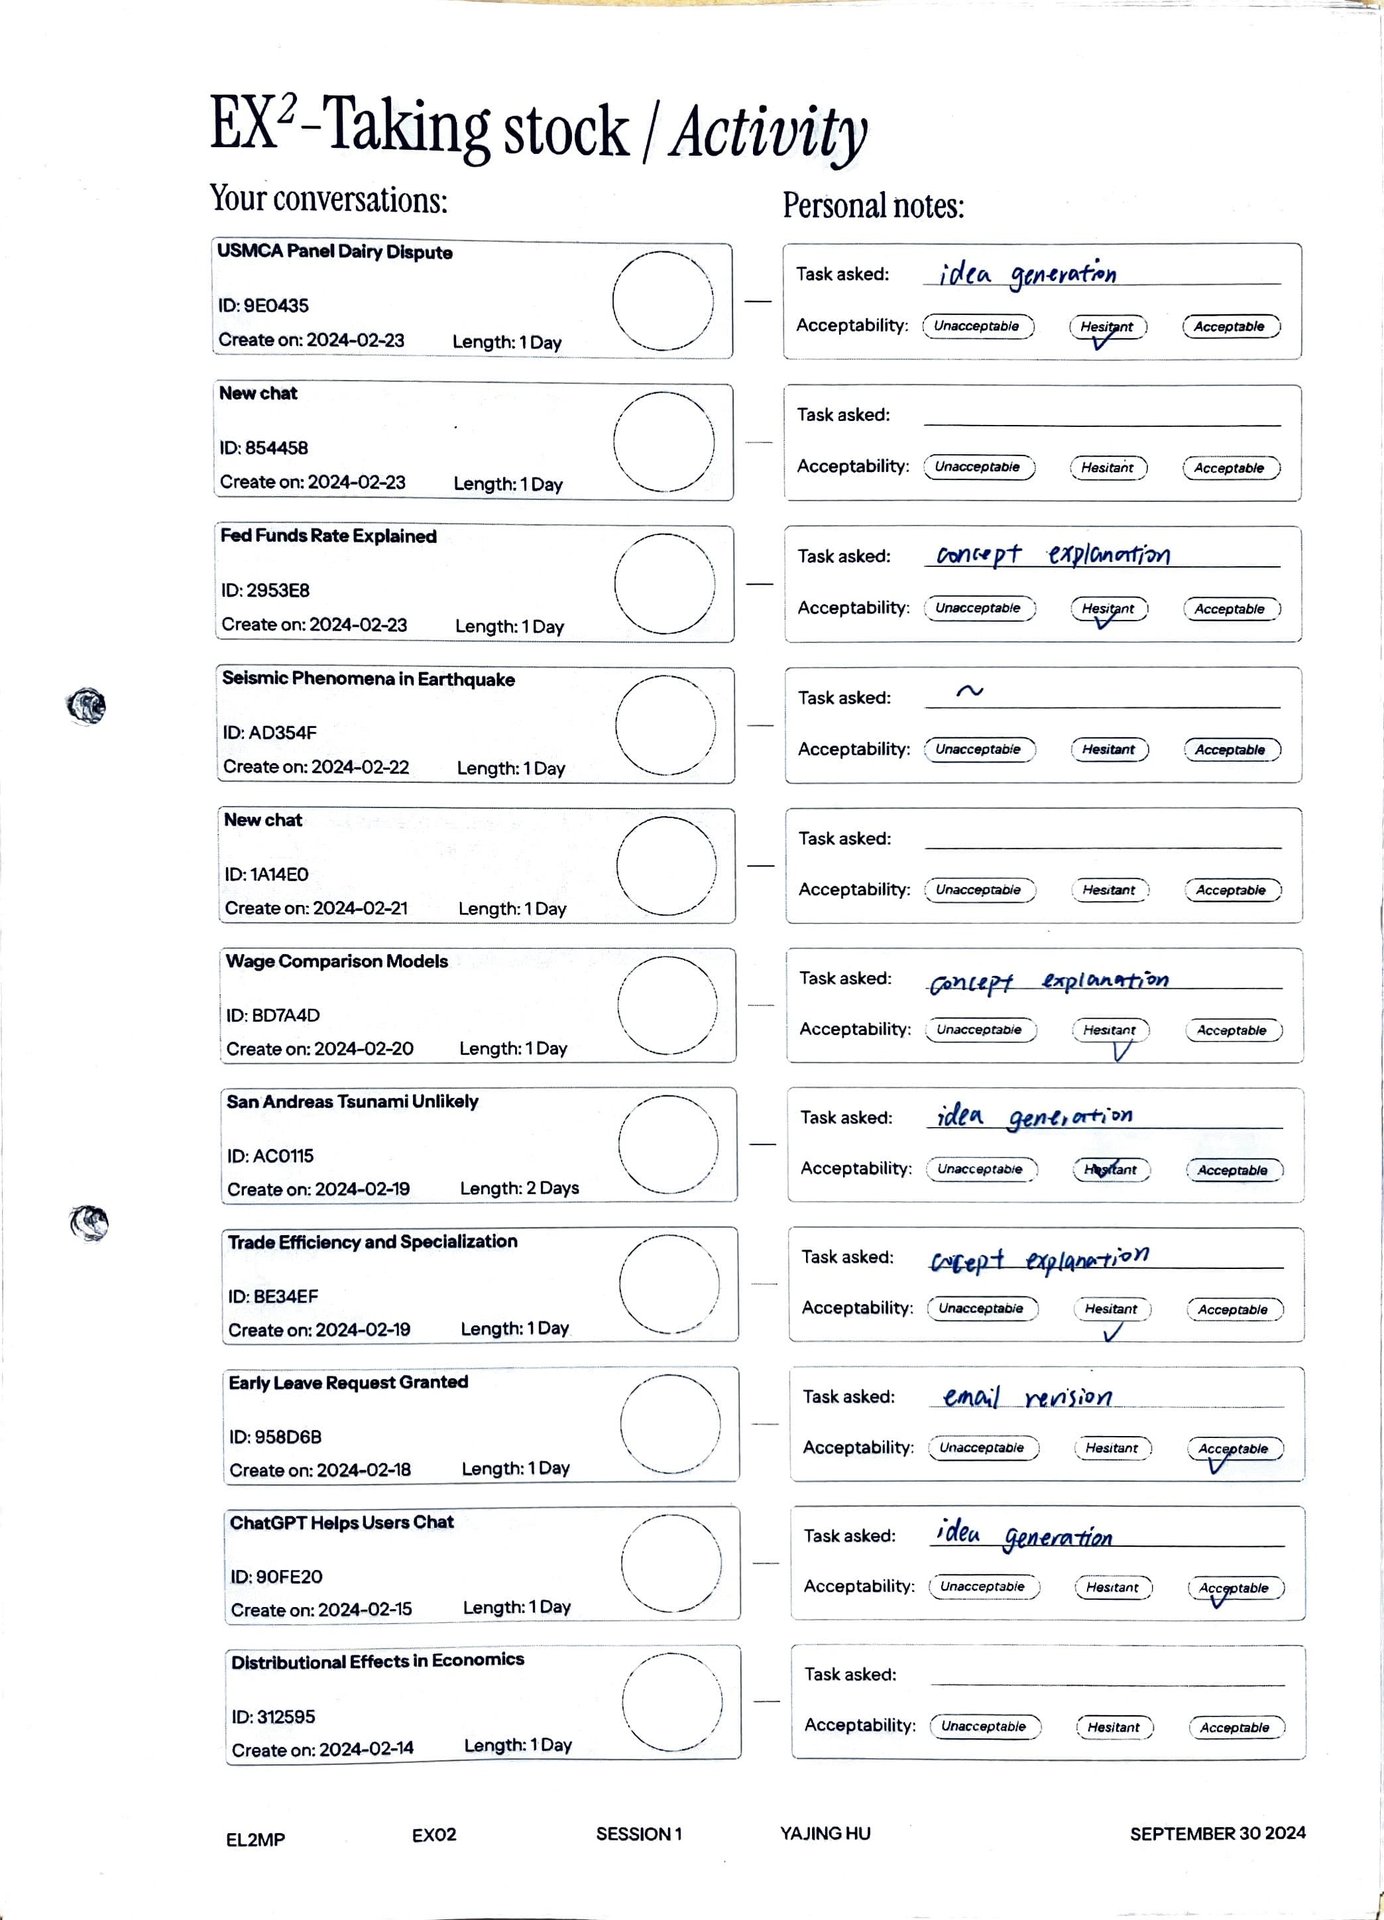 EX²-Taking stock / Activity
Your conversations:
Personal notes:
USMCA Panel Dairy Dispute
ID: 9E0435
Create on: 2024-02-23 Length: 1 Day
Task asked: idea generation
Acceptability: Unacceptable Hesitant Acceptable
New chat
ID: 854458
Create on: 2024-02-23 Length: 1 Day
Task asked:
Acceptability: Unacceptable Hesitant Acceptable
Fed Funds Rate Explained
ID: 2953E8
Create on: 2024-02-23 Length: 1 Day
Task asked: concept explanation
Acceptability: Unacceptable Hesitant Acceptable
Seismic Phenomena in Earthquake
ID: AD354F
Create on: 2024-02-22 Length: 1 Day
Task asked: ~
Acceptability: Unacceptable Hesitant Acceptable
New chat
ID: 1A14E0
Create on: 2024-02-21 Length: 1 Day
Task asked:
Acceptability: Unacceptable Hesitant Acceptable
Wage Comparison Models
ID: BD7A4D
Create on: 2024-02-20 Length: 1 Day
Task asked: concept explanation
Acceptability: Unacceptable Hesitant Acceptable
San Andreas Tsunami Unlikely
ID: AC0115
Create on: 2024-02-19 Length: 2 Days
Task asked: idea generation
Acceptability: Unacceptable Hesitant Acceptable
Trade Efficiency and Specialization
ID: BE34EF
Create on: 2024-02-19 Length: 1 Day
Task asked: cocept explanation
Acceptability: Unacceptable Hesitant Acceptable
Early Leave Request Granted
ID: 958D6B
Create on: 2024-02-18 Length: 1 Day
Task asked: email revision
Acceptability: Unacceptable Hesitant Acceptable
ChatGPT Helps Users Chat
ID: 90FE20
Create on: 2024-02-15 Length: 1 Day
Task asked: idea generation
Acceptability: Unacceptable Hesitant Acceptable
Distributional Effects in Economics
ID: 312595
Create on: 2024-02-14 Length: 1 Day
Task asked:
Acceptability: Unacceptable Hesitant Acceptable
EL2MP EX02 SESSION 1 YAJING HU SEPTEMBER 30 2024